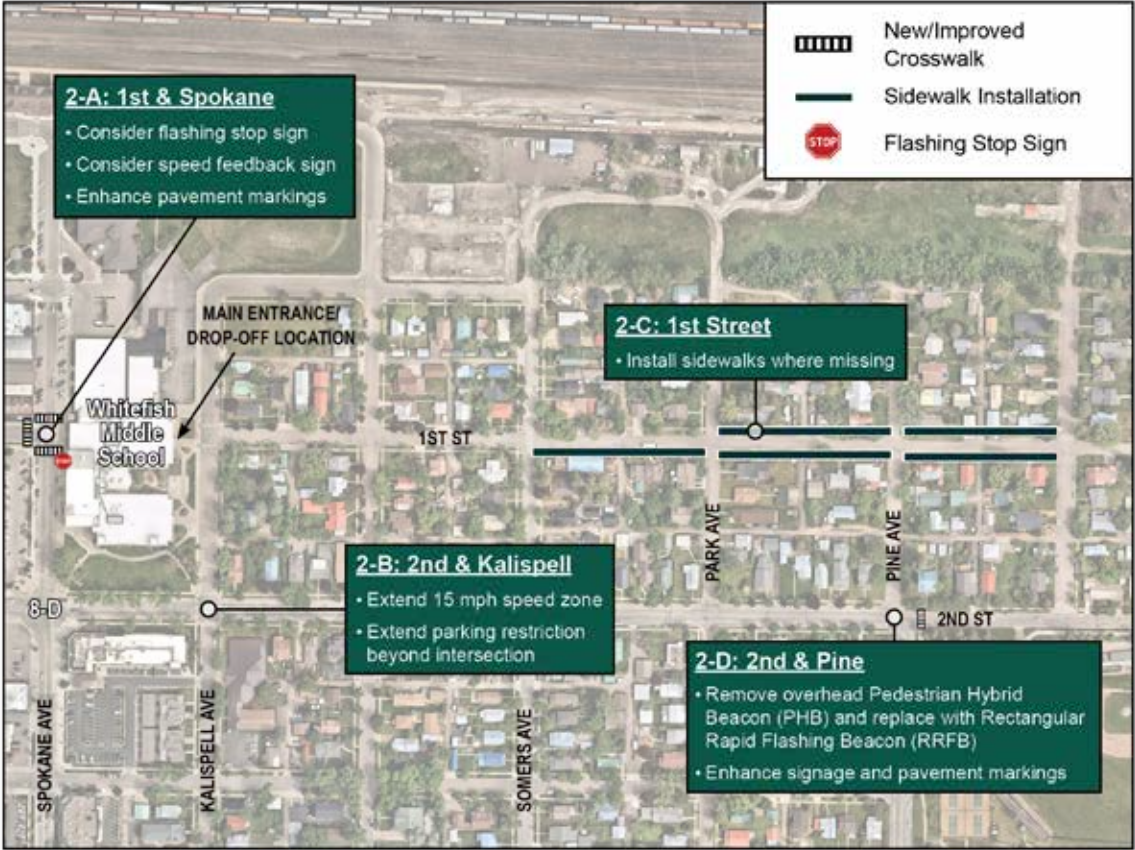 New/Improved
Crosswalk
Sidewalk Installation
STOP
Flashing Stop Sign
2-A: 1st & Spokane
• Consider flashing stop sign
• Consider speed feedback sign
• Enhance pavement markings
MAIN ENTRANCE/
DROP-OFF LOCATION
2-C: 1st Street
• Install sidewalks where missing
Whitefish
Middle
School
STOP
1ST ST
PARK AVE
PINE AVE
2-B: 2nd & Kalispell
• Extend 15 mph speed zone
• Extend parking restriction
beyond intersection
8-D
2ND ST
2-D: 2nd & Pine
• Remove overhead Pedestrian Hybrid
Beacon (PHB) and replace with Rectangular
Rapid Flashing Beacon (RRFB)
• Enhance signage and pavement markings
SPOKANE AVE
KALISPELL AVE
SOMERS AVE